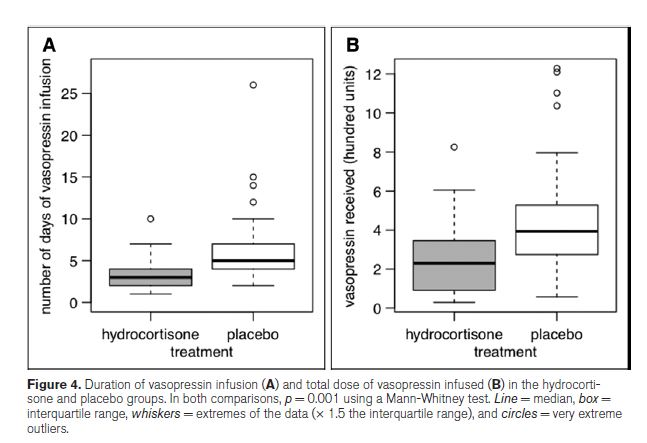 A
number of days of vasopressin infusion
25
20
15
10
5
0
hydrocortisone placebo
treatment
B
vasopressin received (hundred units)
12
10
8
6
4
2
0
hydrocortisone placebo
treatment
Figure 4. Duration of vasopressin infusion (A) and total dose of vasopressin infused (B) in the hydrocorti-
sone and placebo groups. In both comparisons, p = 0.001 using a Mann-Whitney test. Line = median, box =
interquartile range, whiskers = extremes of the data (× 1.5 the interquartile range), and circles = very extreme
outliers.